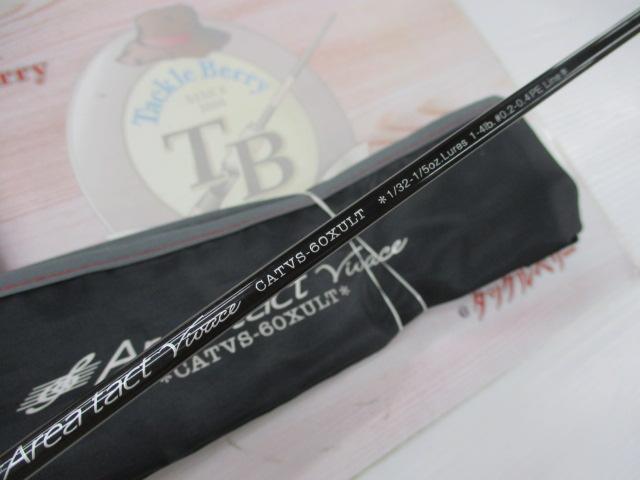 Tackle Berry
SINCE
TB
erry
Area tact Vivace CATVS-60XULT *1/32-1/5oz.Lures 1-4lb. #0.2-0.4PE Line*
Area tact Vivace
*CATVS-60XULT*
タックルベリー